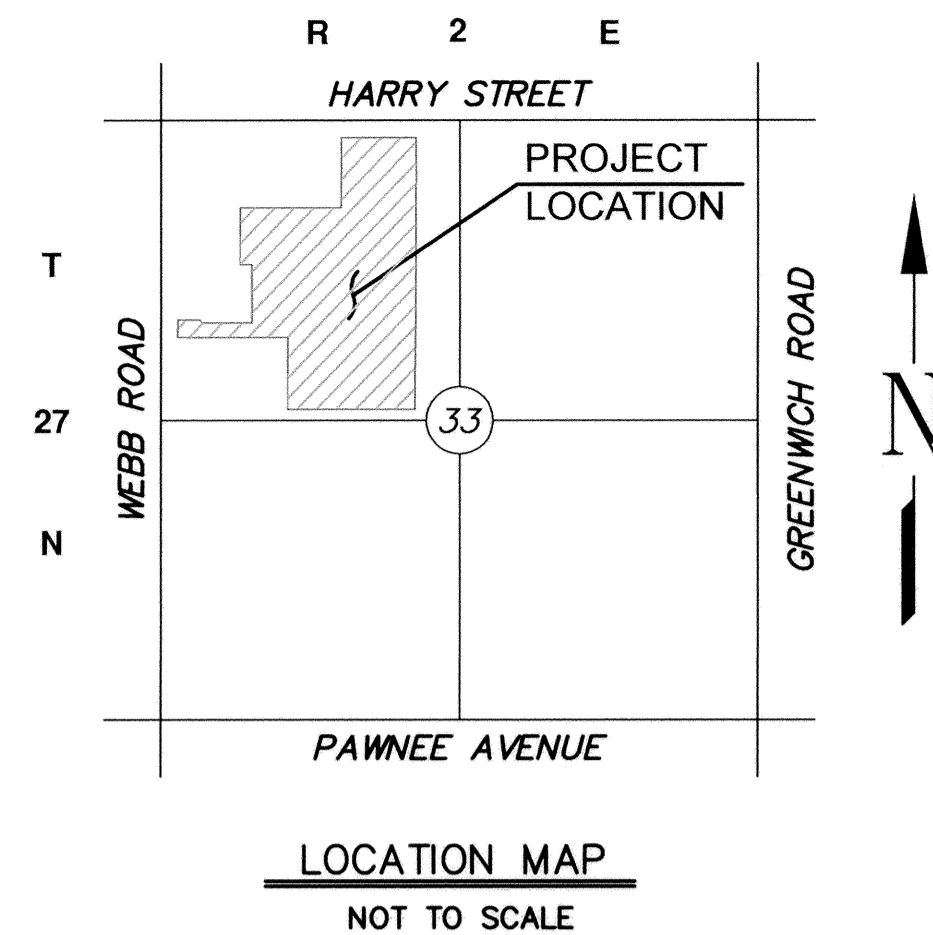 R 2 E
HARRY STREET
PROJECT
LOCATION
T
27
N
WEBB ROAD
33
GREENWICH ROAD
N
PAWNEE AVENUE
LOCATION MAP
NOT TO SCALE